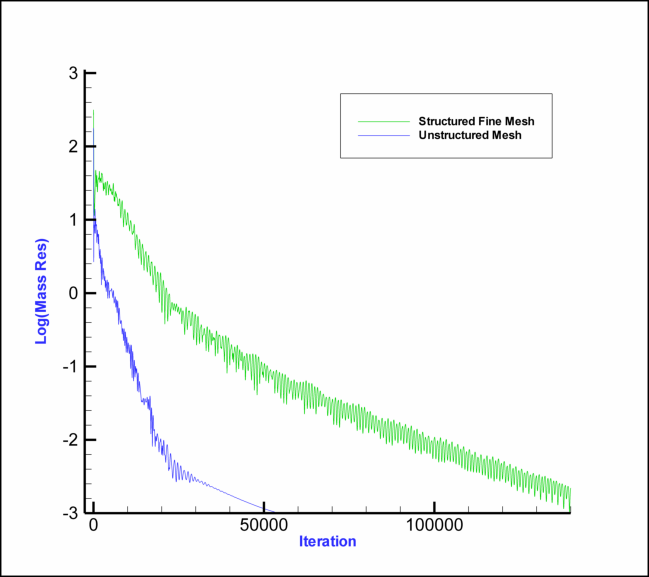 3
2
1
0
-1
-2
-3
Log(Mass Res)
Structured Fine Mesh
Unstructured Mesh
0 50000 100000
Iteration